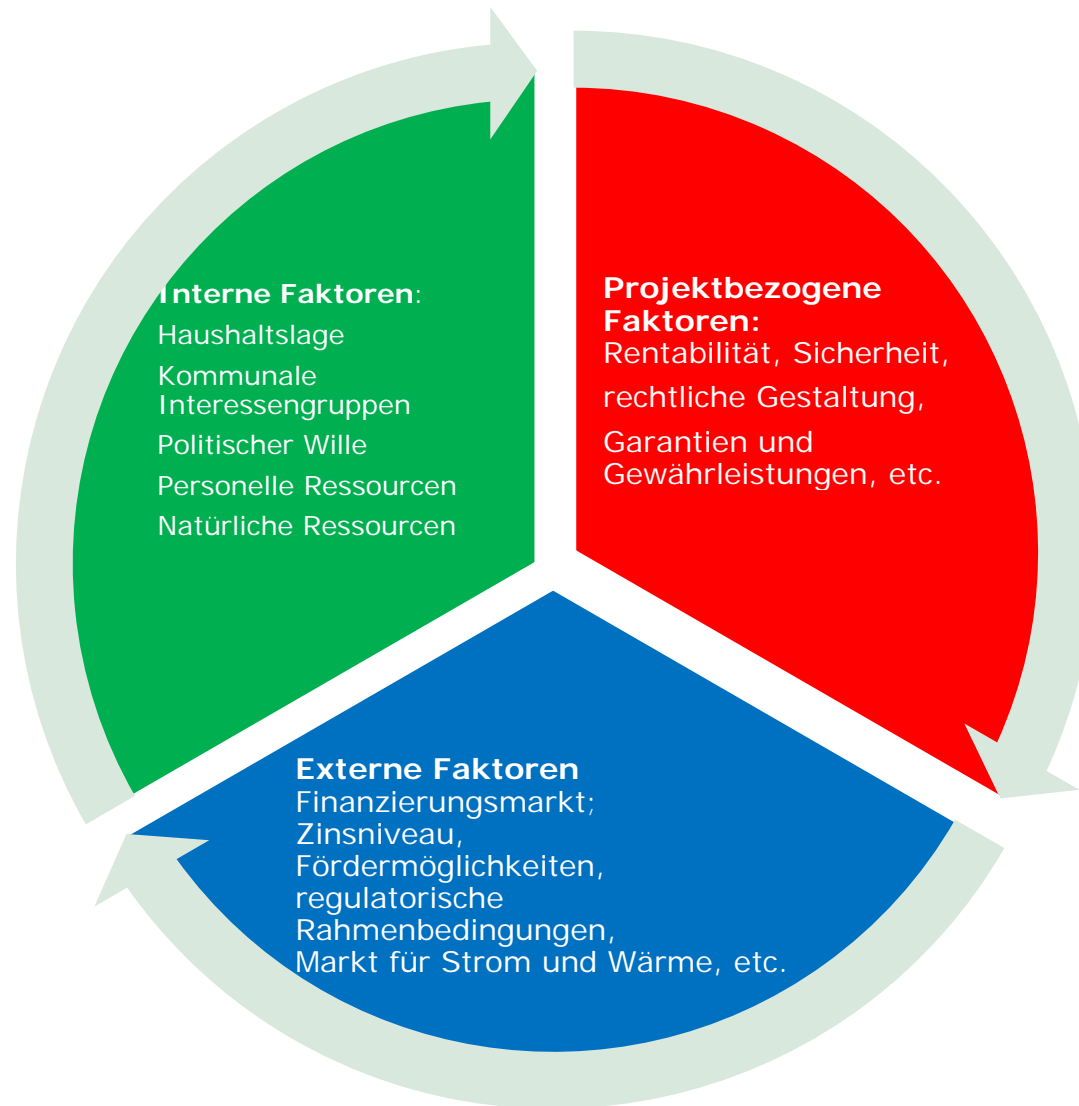 Interne Faktoren:
Haushaltslage
Kommunale
Interessengruppen
Politischer Wille
Personelle Ressourcen
Natürliche Ressourcen
Projektbezogene
Faktoren:
Rentabilität, Sicherheit,
rechtliche Gestaltung,
Garantien und
Gewährleistungen, etc.
Externe Faktoren
Finanzierungsmarkt;
Zinsniveau,
Fördermöglichkeiten,
regulatorische
Rahmenbedingungen,
Markt für Strom und Wärme, etc.